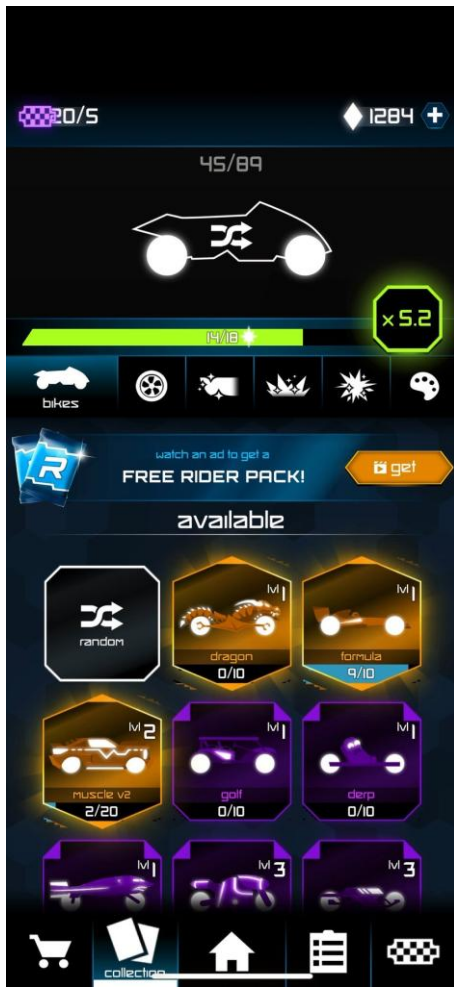 20/5
1284 +
45/89
14/18
x 5.2
bikes
R
watch an ad to get a
FREE RIDER PACK!
get
available
random
lvl 1
dragon
0/10
lvl 1
formula
9/10
lvl 2
muscle v2
2/20
lvl 1
golf
0/10
lvl 1
derp
0/10
lvl 1
lvl 3
lvl 3
collection